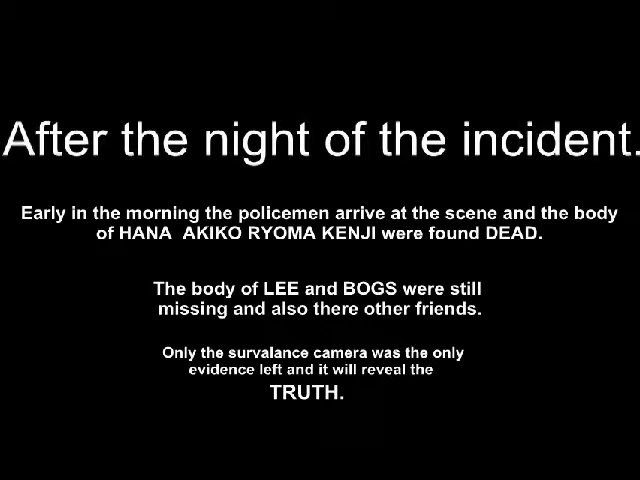 After the night of the incident.
Early in the morning the policemen arrive at the scene and the body
of HANA AKIKO RYOMA KENJI were found DEAD.
The body of LEE and BOGS were still
missing and also there other friends.
Only the survalance camera was the only
evidence left and it will reveal the
TRUTH.